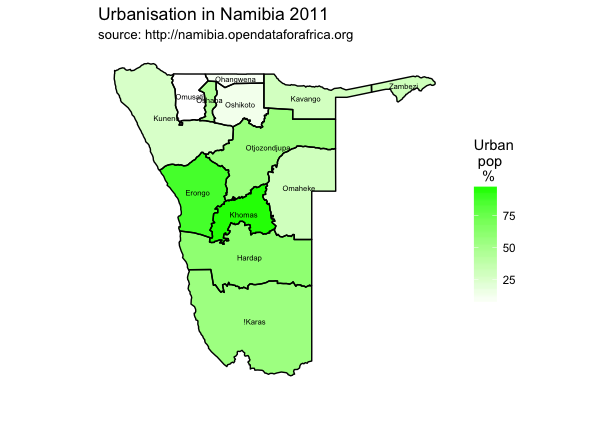 Urbanisation in Namibia 2011
source: http://namibia.opendataforafrica.org
Ohangwena
Zambezi
Omusati
Oshana
Oshikoto
Kavango
Kunene
Otjozondjupa
Urban
pop
%
Erongo
Omaheke
Khomas
75
50
25
Hardap
!Karas